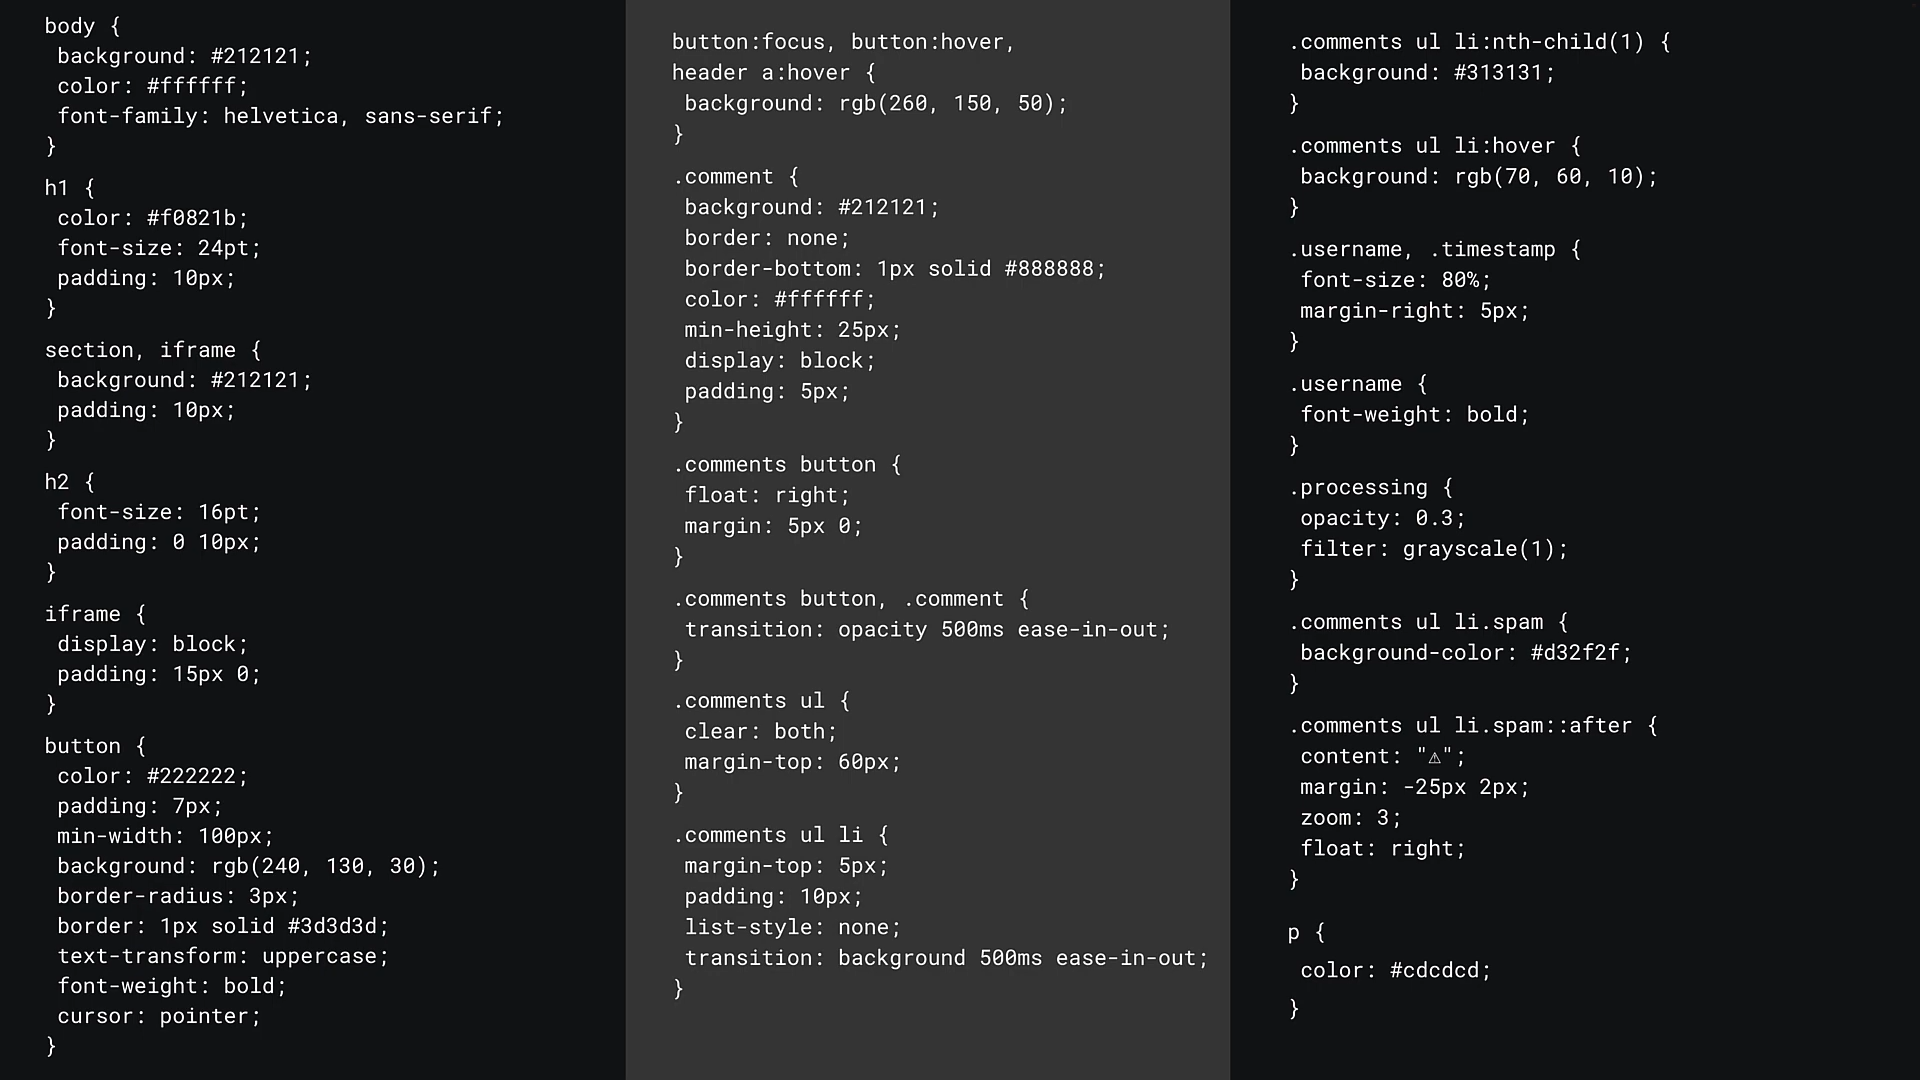 body {
background: #212121;
color: #ffffff;
font-family: helvetica, sans-serif;
}
h1 {
color: #f0821b;
font-size: 24pt;
padding: 10px;
}
section, iframe {
background: #212121;
padding: 10px;
}
h2 {
font-size: 16pt;
padding: 0 10px;
}
iframe {
display: block;
padding: 15px 0;
}
button {
color: #222222;
padding: 7px;
min-width: 100px;
background: rgb(240, 130, 30);
border-radius: 3px;
border: 1px solid #3d3d3d;
text-transform: uppercase;
font-weight: bold;
cursor: pointer;
}
button:focus, button:hover,
header a:hover {
background: rgb(260, 150, 50);
}
.comment {
background: #212121;
border: none;
border-bottom: 1px solid #888888;
color: #ffffff;
min-height: 25px;
display: block;
padding: 5px;
}
.comments button {
float: right;
margin: 5px 0;
}
.comments button, .comment {
transition: opacity 500ms ease-in-out;
}
.comments ul {
clear: both;
margin-top: 60px;
}
.comments ul li {
margin-top: 5px;
padding: 10px;
list-style: none;
transition: background 500ms ease-in-out;
}
.comments ul li:nth-child(1) {
background: #313131;
}
.comments ul li:hover {
background: rgb(70, 60, 10);
}
.username, .timestamp {
font-size: 80%;
margin-right: 5px;
}
.username {
font-weight: bold;
}
.processing {
opacity: 0.3;
filter: grayscale(1);
}
.comments ul li.spam {
background-color: #d32f2f;
}
.comments ul li.spam::after {
content: "⚠";
margin: -25px 2px;
zoom: 3;
float: right;
}
p {
color: #cdcdcd;
}